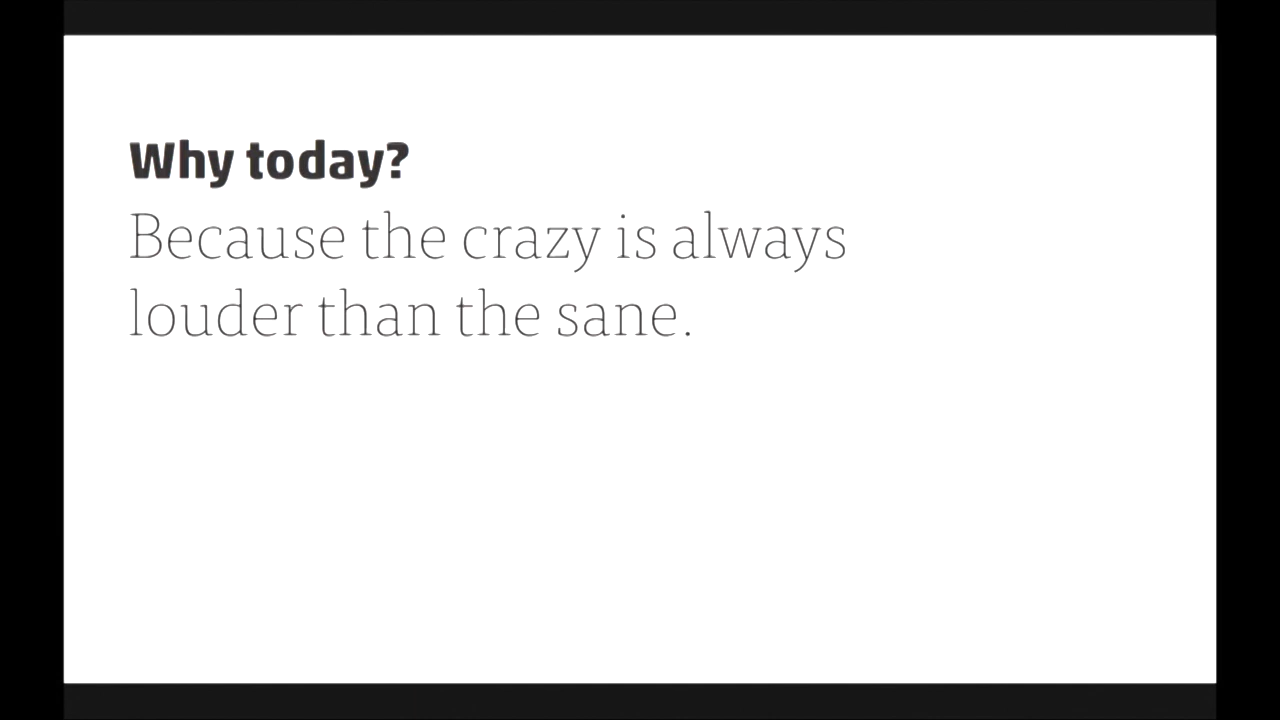 Why today?
Because the crazy is always
louder than the sane.